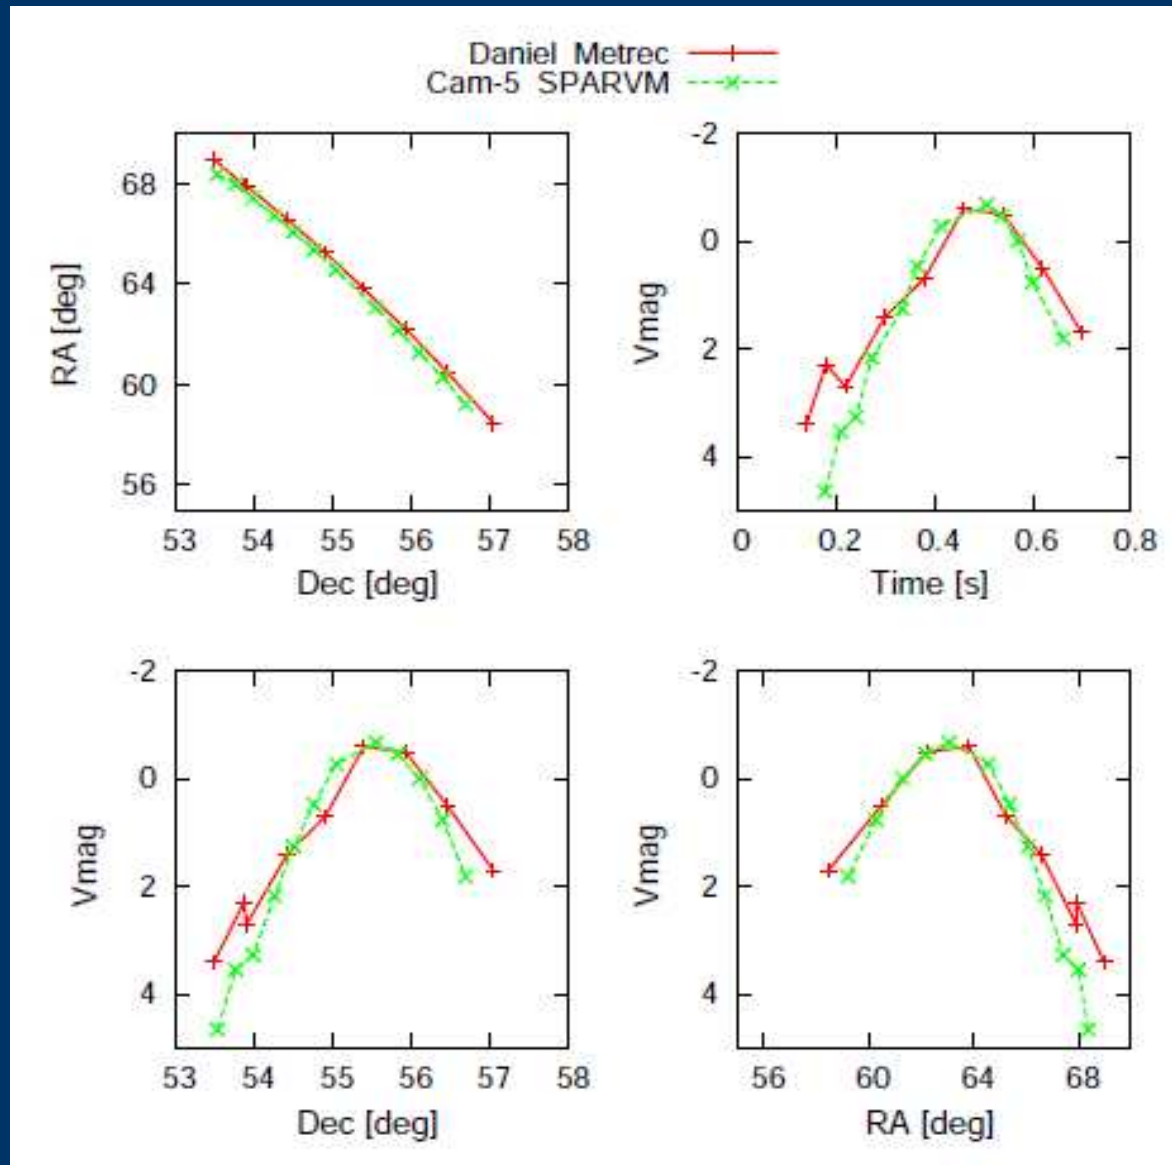 Daniel Metrec
Cam-5 SPARVM
68
64
60
56
RA [deg]
53 54 55 56 57 58
Dec [deg]
-2
0
2
4
Vmag
0 0.2 0.4 0.6 0.8
Time [s]
-2
0
2
4
Vmag
53 54 55 56 57 58
Dec [deg]
-2
0
2
4
Vmag
56 60 64 68
RA [deg]